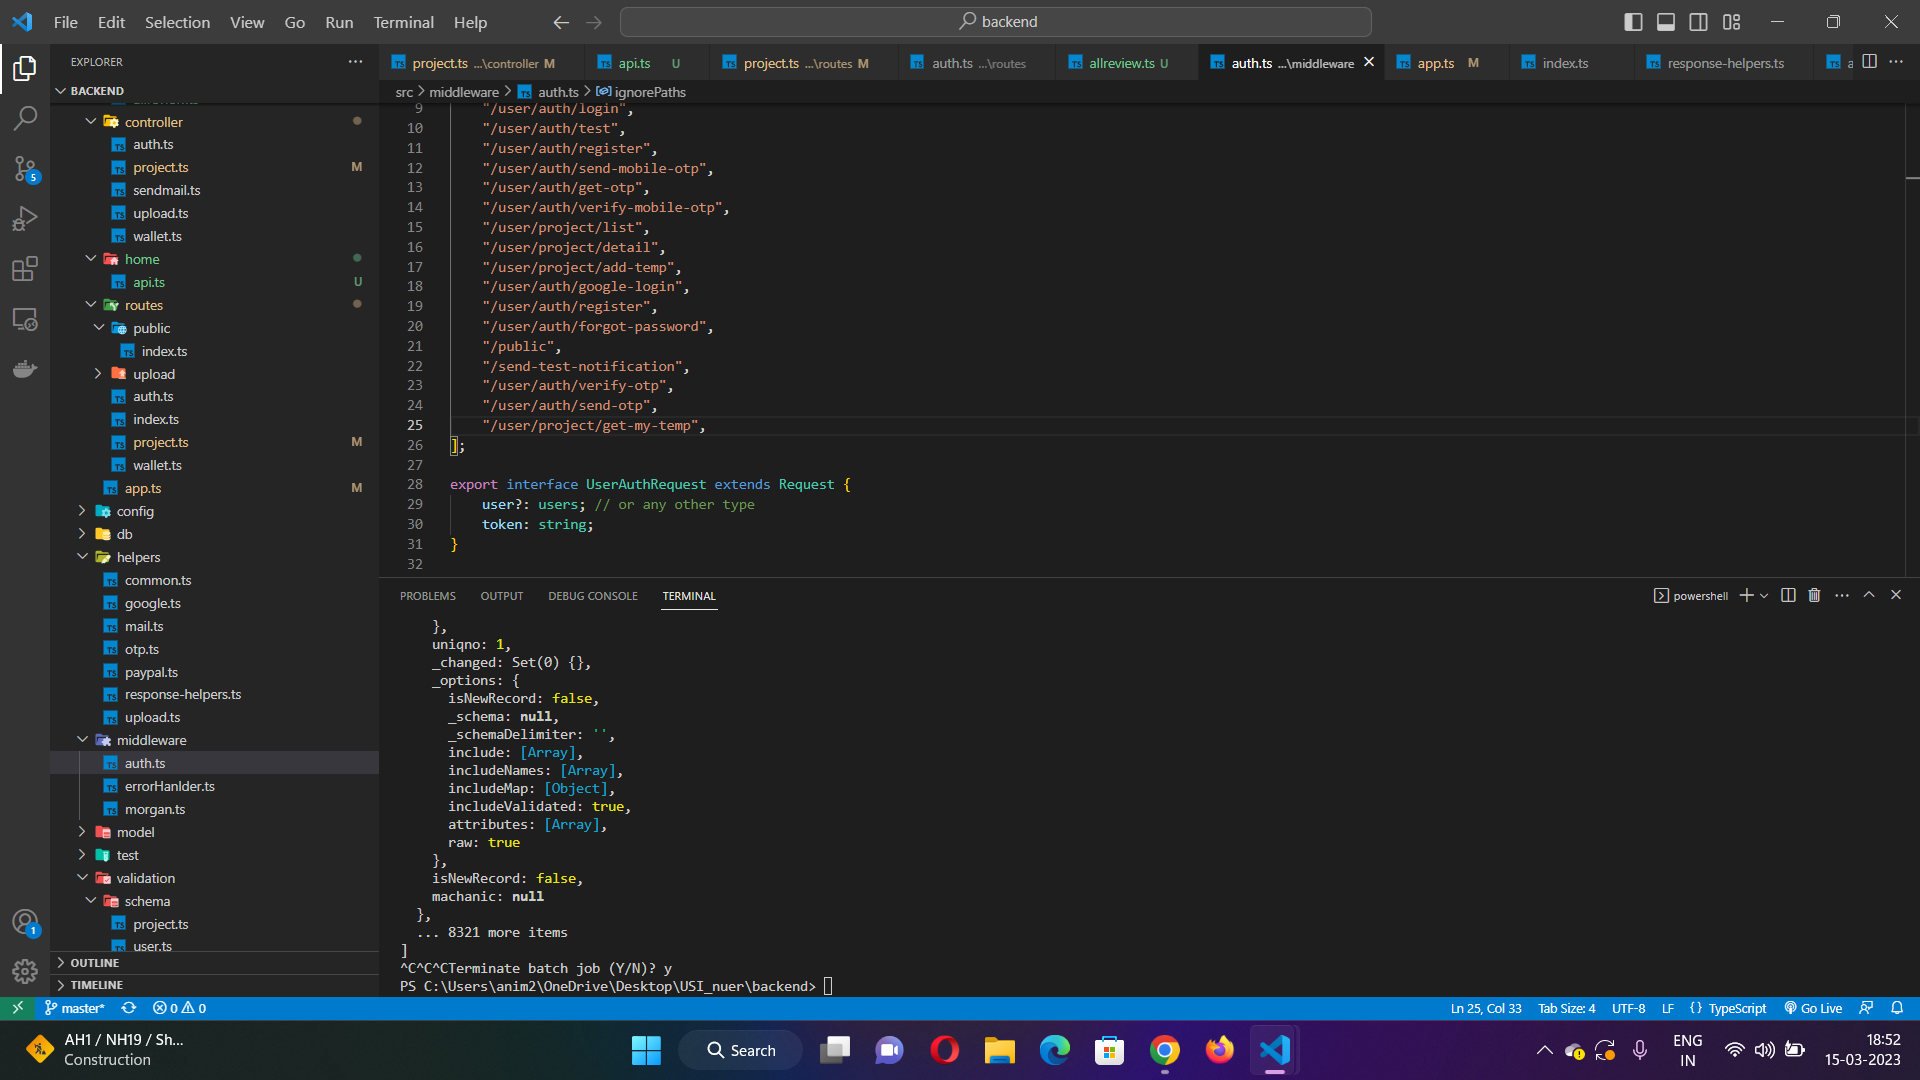 File Edit Selection View Go Run Terminal Help
backend
EXPLORER
BACKEND
controller
auth.ts
project.ts M
sendmail.ts
upload.ts
wallet.ts
home
api.ts U
routes
public
index.ts
upload
auth.ts
index.ts
project.ts M
wallet.ts
app.ts M
config
db
helpers
common.ts
google.ts
mail.ts
otp.ts
paypal.ts
response-helpers.ts
upload.ts
middleware
auth.ts
errorHanlder.ts
morgan.ts
model
test
validation
schema
project.ts
user.ts
OUTLINE
TIMELINE
5
1
project.ts ...\controller M
api.ts U
project.ts ...\routes M
auth.ts ...\routes
allreview.ts U
auth.ts ...\middleware
app.ts M
index.ts
response-helpers.ts
src > middleware > auth.ts > ignorePaths
9 "/user/auth/login",
10 "/user/auth/test",
11 "/user/auth/register",
12 "/user/auth/send-mobile-otp",
13 "/user/auth/get-otp",
14 "/user/auth/verify-mobile-otp",
15 "/user/project/list",
16 "/user/project/detail",
17 "/user/project/add-temp",
18 "/user/auth/google-login",
19 "/user/auth/register",
20 "/user/auth/forgot-password",
21 "/public",
22 "/send-test-notification",
23 "/user/auth/verify-otp",
24 "/user/auth/send-otp",
25 "/user/project/get-my-temp",
26 ];
27
28 export interface UserAuthRequest extends Request {
29 user?: users; // or any other type
30 token: string;
31 }
32
PROBLEMS OUTPUT DEBUG CONSOLE TERMINAL
powershell
},
uniqno: 1,
_changed: Set(0) {},
_options: {
isNewRecord: false,
_schema: null,
_schemaDelimiter: '',
include: [Array],
includeNames: [Array],
includeMap: [Object],
includeValidated: true,
attributes: [Array],
raw: true
},
isNewRecord: false,
machanic: null
},
... 8321 more items
]
^C^C^CTerminate batch job (Y/N)? y
PS C:\Users\anim2\OneDrive\Desktop\USI_nuer\backend>
master* 0 0
Ln 25, Col 33 Tab Size: 4 UTF-8 LF {} TypeScript Go Live
AH1 / NH19 / Sh...
Construction
Search
ENG
IN
18:52
15-03-2023